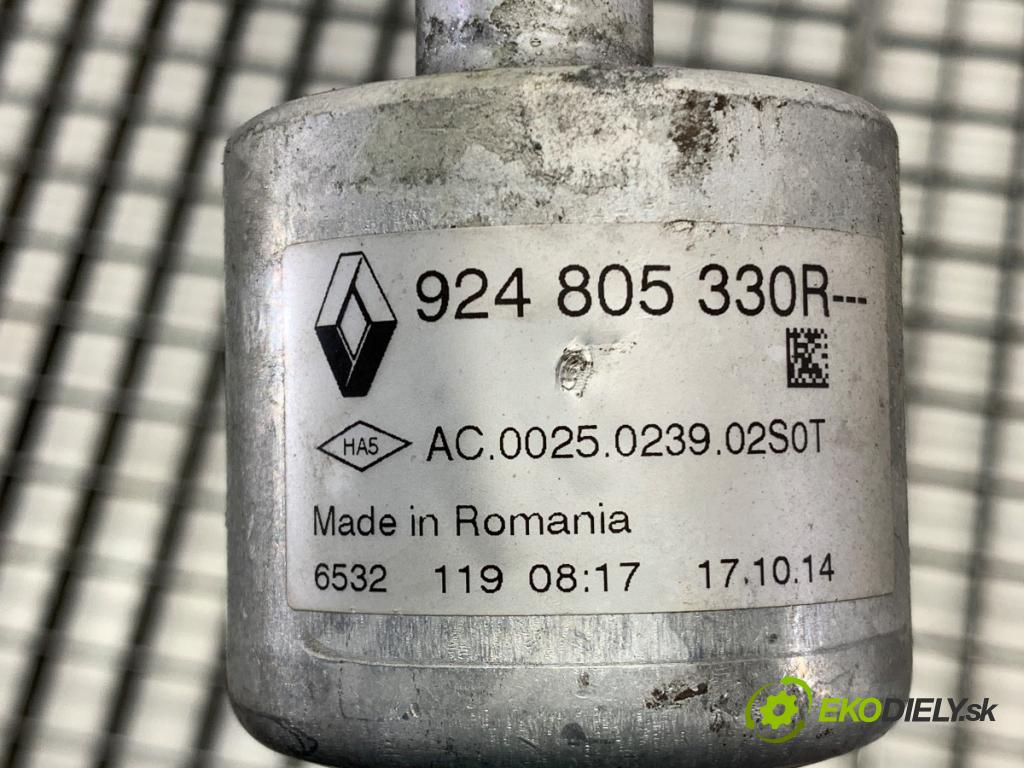 924 805 330R---
HA5 AC.0025.0239.02S0T
Made in Romania
6532 119 08:17 17.10.14
EKODIELY.sk